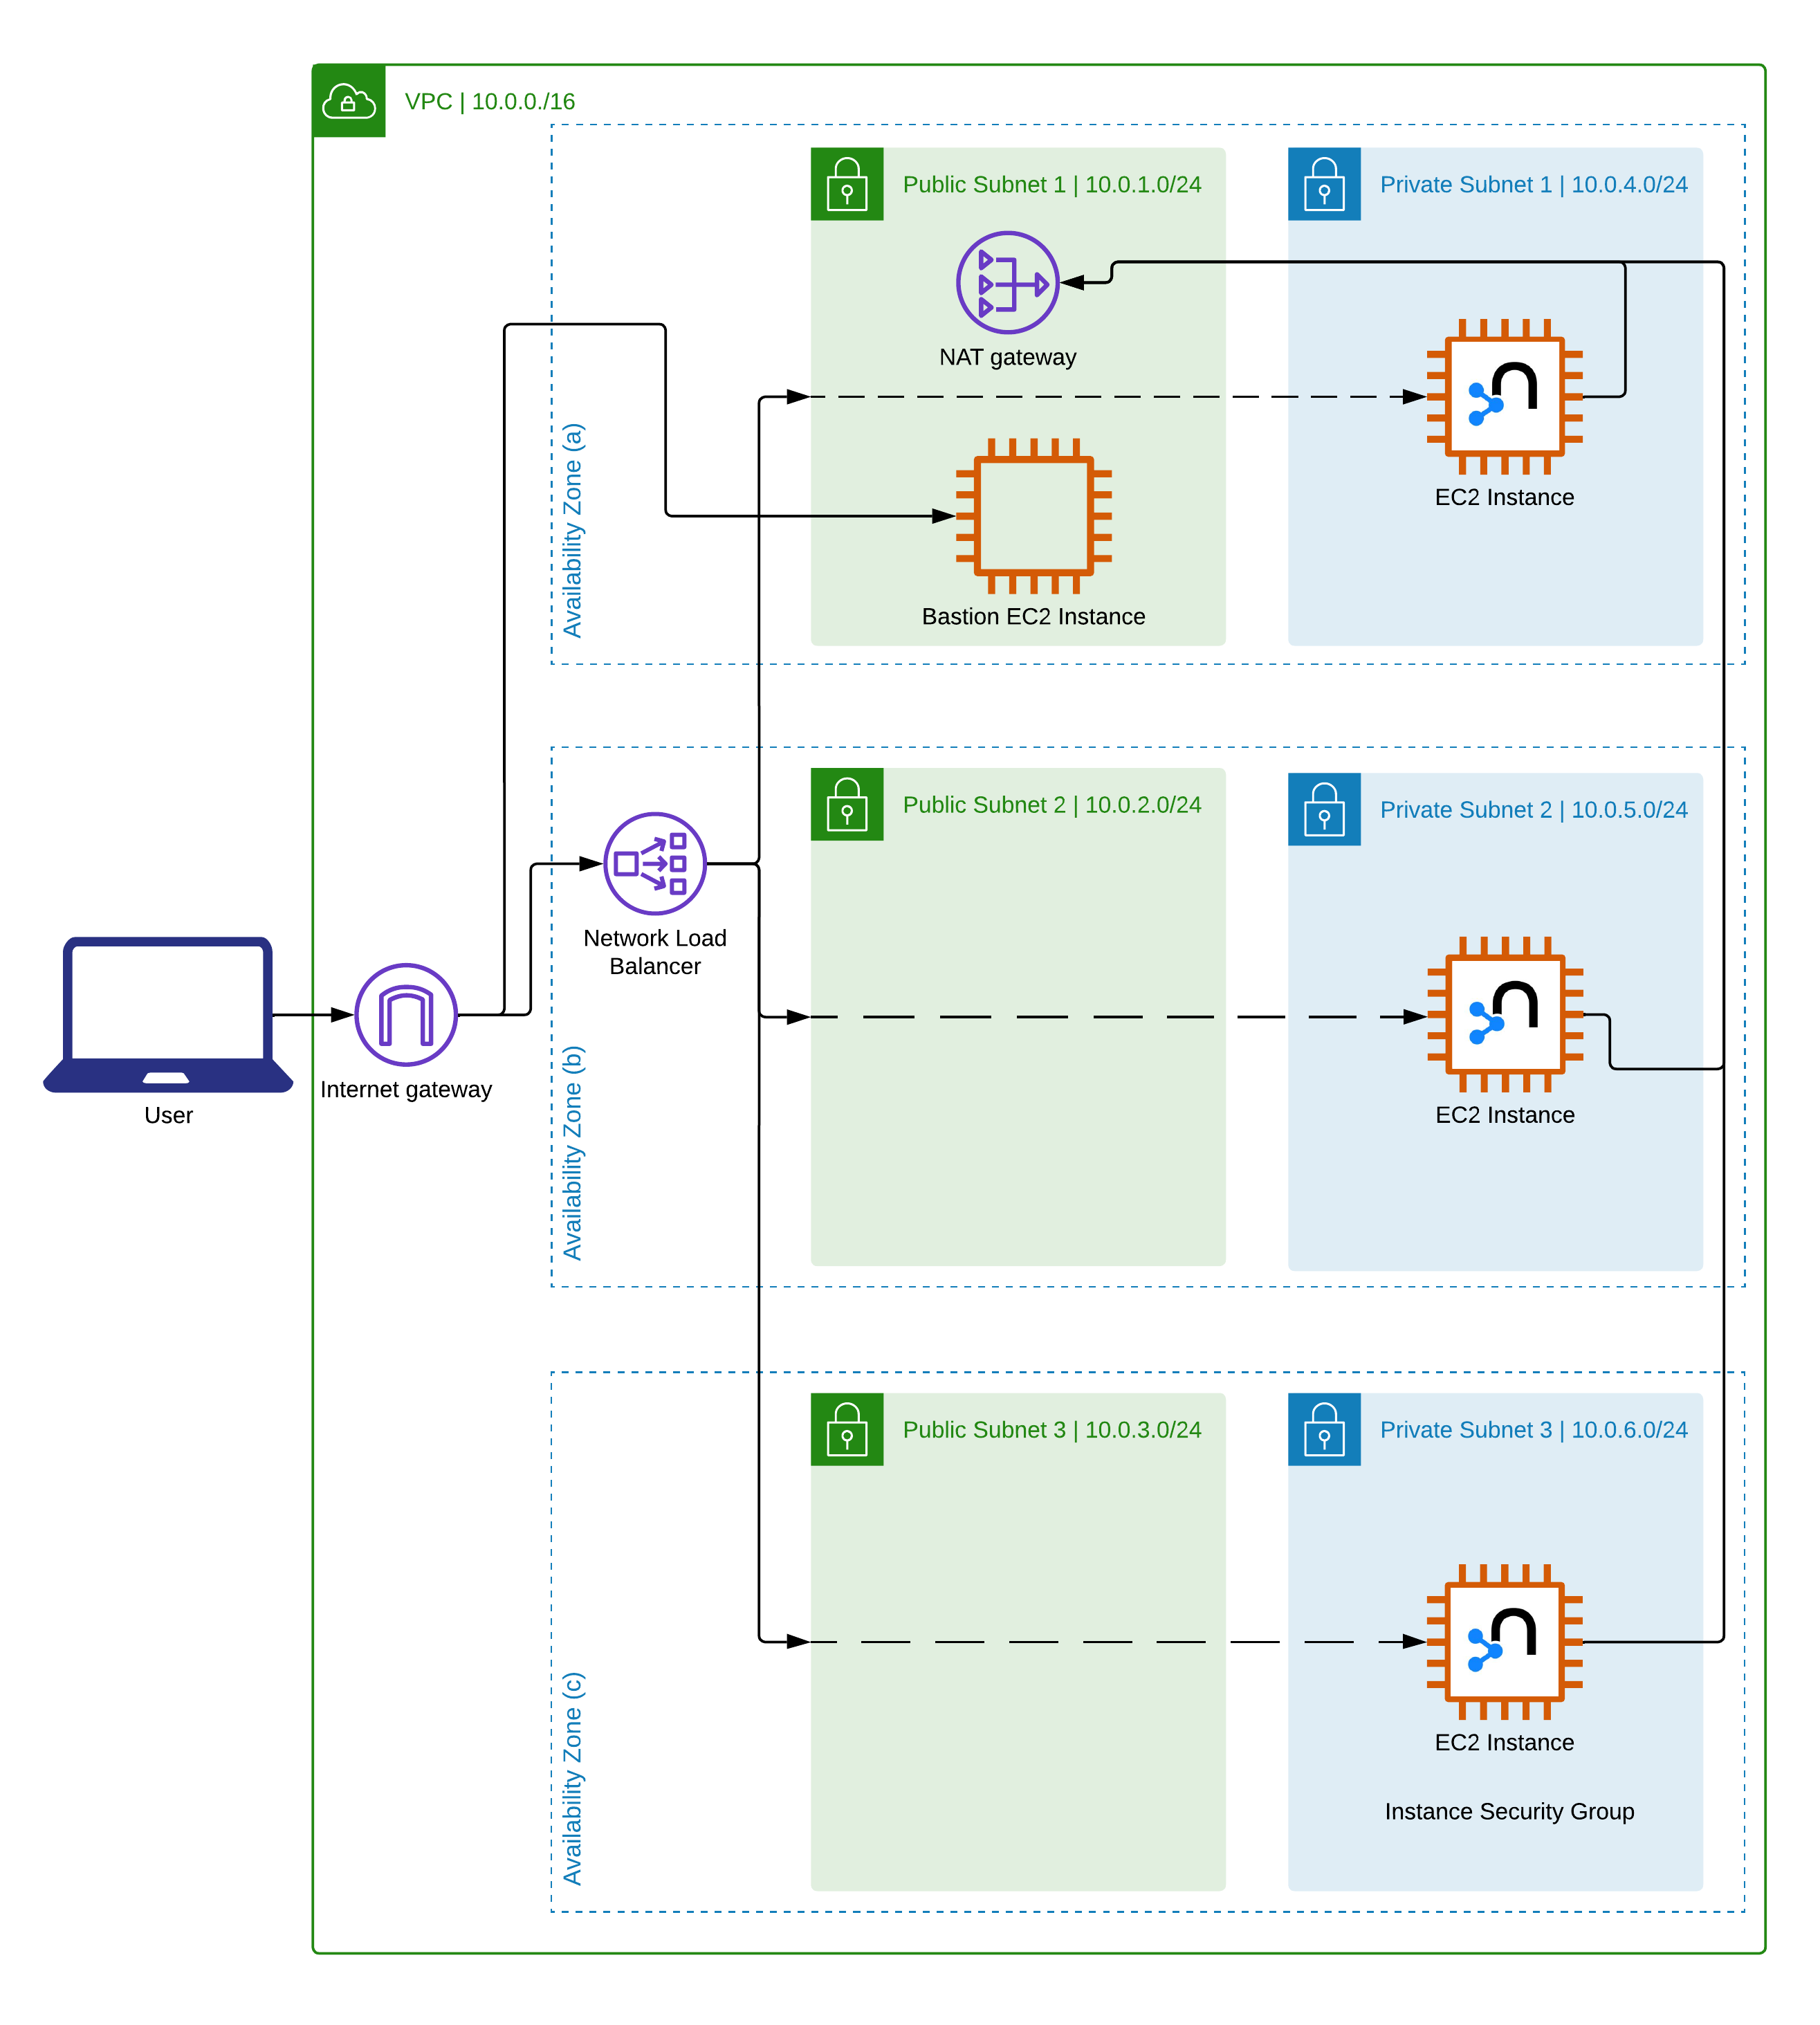 VPC | 10.0.0./16
Public Subnet 1 | 10.0.1.0/24
Private Subnet 1 | 10.0.4.0/24
NAT gateway
EC2 Instance
Bastion EC2 Instance
Availability Zone (a)
Public Subnet 2 | 10.0.2.0/24
Private Subnet 2 | 10.0.5.0/24
Network Load
Balancer
Internet gateway
User
EC2 Instance
Availability Zone (b)
Public Subnet 3 | 10.0.3.0/24
Private Subnet 3 | 10.0.6.0/24
EC2 Instance
Instance Security Group
Availability Zone (c)